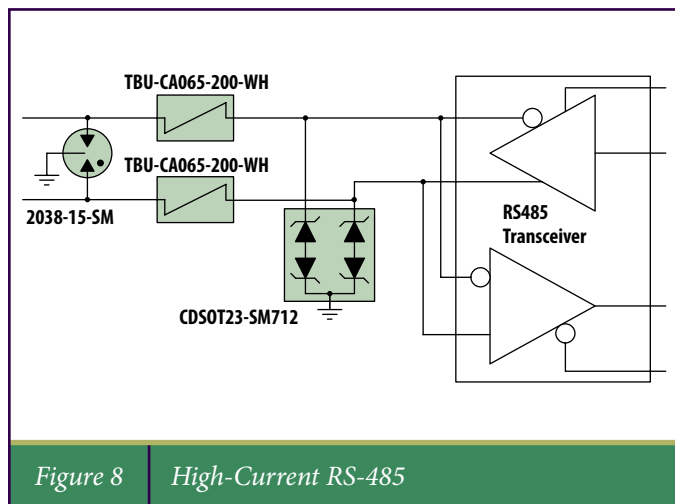 TBU-CA065-200-WH
TBU-CA065-200-WH
2038-15-SM
RS485
Transceiver
CDSOT23-SM712
Figure 8
High-Current RS-485